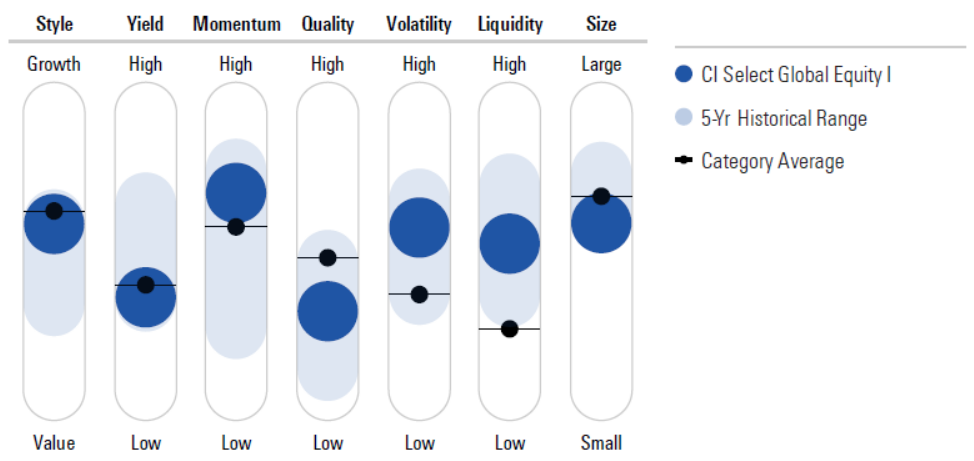 Style Yield Momentum Quality Volatility Liquidity Size
Growth High High High High High Large
CI Select Global Equity I
5-Yr Historical Range
Category Average
Value Low Low Low Low Low Small